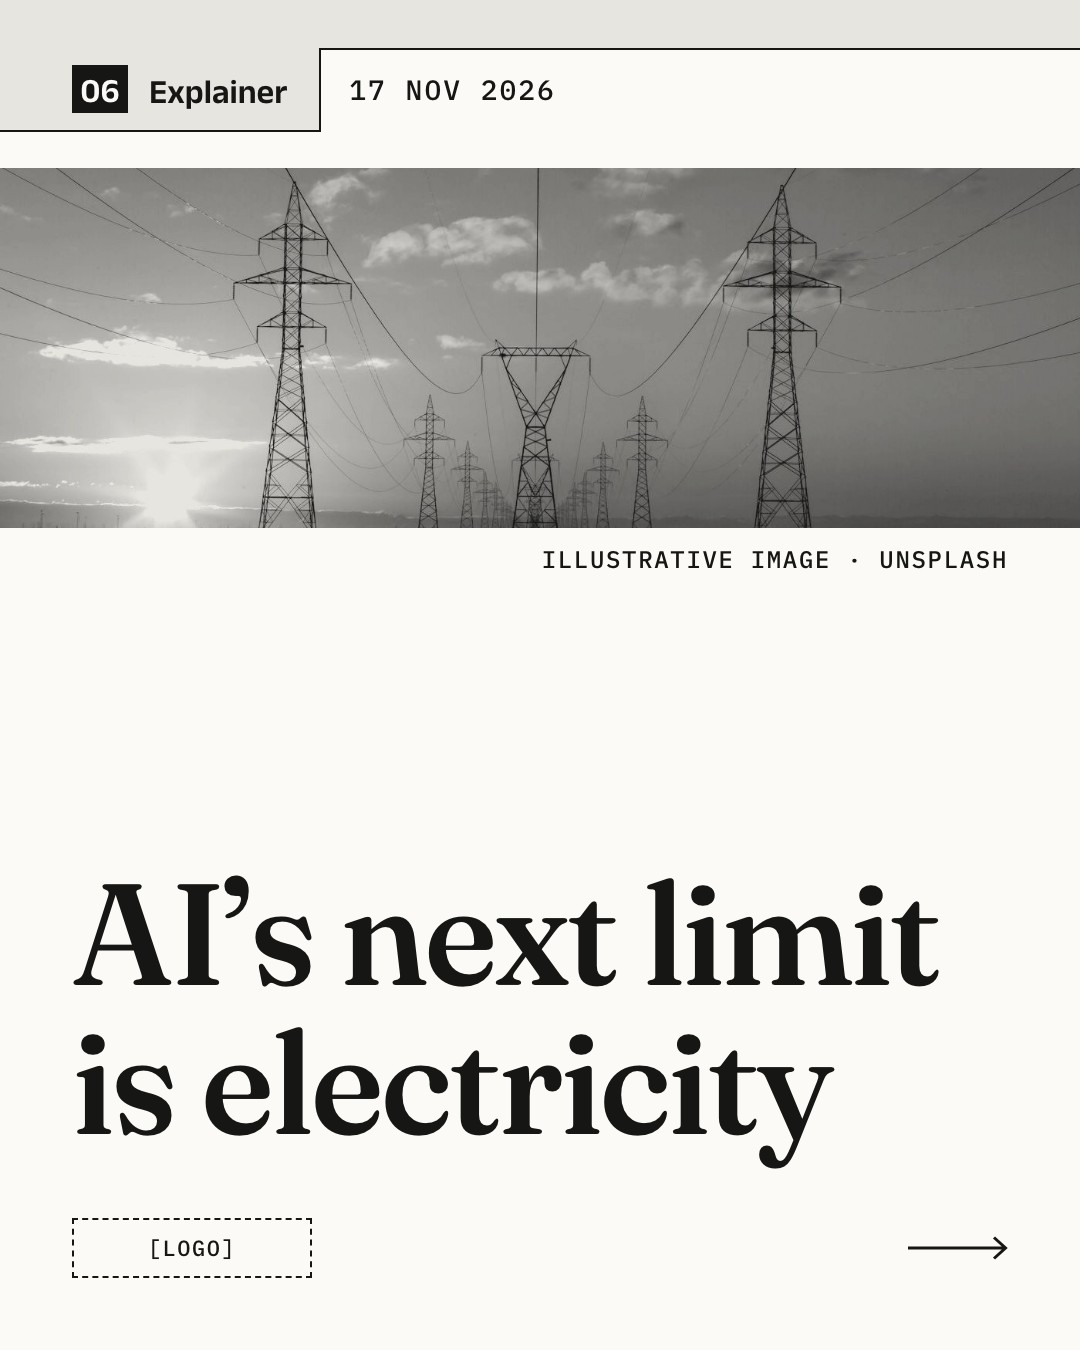 06 Explainer
17 NOV 2026
ILLUSTRATIVE IMAGE · UNSPLASH
AI’s next limit
is electricity
[LOGO]